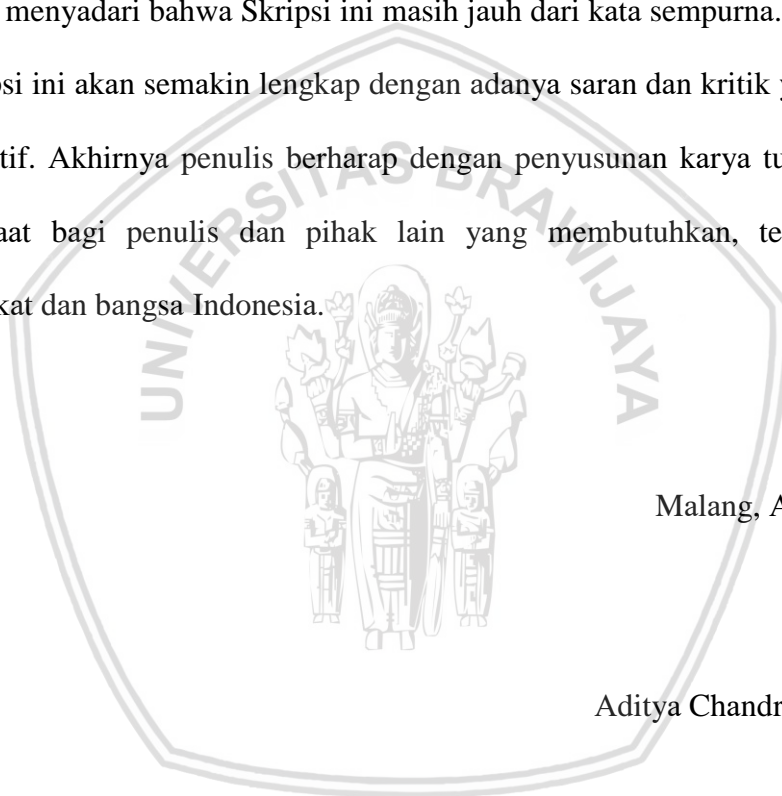 menyadari bahwa Skripsi ini masih jauh dari kata sempurna.
si ini akan semakin lengkap dengan adanya saran dan kritik
tif. Akhirnya penulis berharap dengan penyusunan karya tu
aat bagi penulis dan pihak lain yang membutuhkan, te
kat dan bangsa Indonesia.
UNIVERSITAS BRAWIJAYA
Malang, A
Aditya Chandr